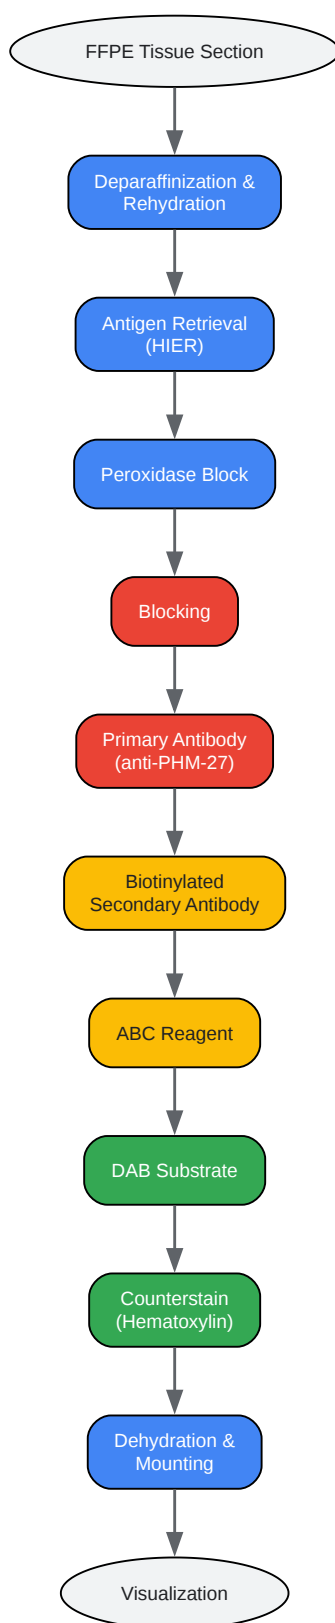 FFPE Tissue Section
Deparaffinization &
Rehydration
Antigen Retrieval
(HIER)
Peroxidase Block
Blocking
Primary Antibody
(anti-PHM-27)
Biotinylated
Secondary Antibody
ABC Reagent
DAB Substrate
Counterstain
(Hematoxylin)
Dehydration &
Mounting
Visualization